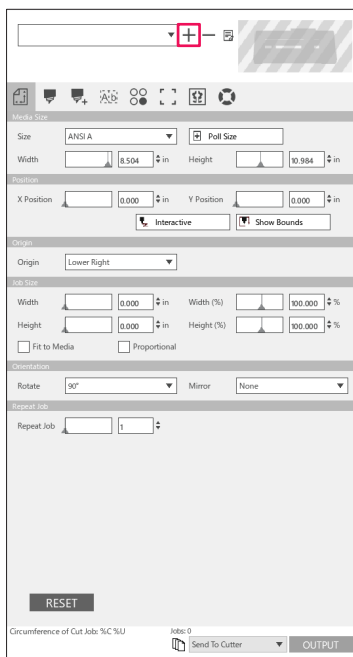 A·b
Media Size
Size ANSI A Poll Size
Width 8.504 in Height 10.984 in
Position
X Position 0.000 in Y Position 0.000 in
Interactive Show Bounds
Origin
Origin Lower Right
Job Size
Width 0.000 in Width (%) 100.000 %
Height 0.000 in Height (%) 100.000 %
Fit to Media Proportional
Orientation
Rotate 90° Mirror None
Repeat Job
Repeat Job 1
RESET
Circumference of Cut Job: %C %U Jobs: 0
Send To Cutter OUTPUT